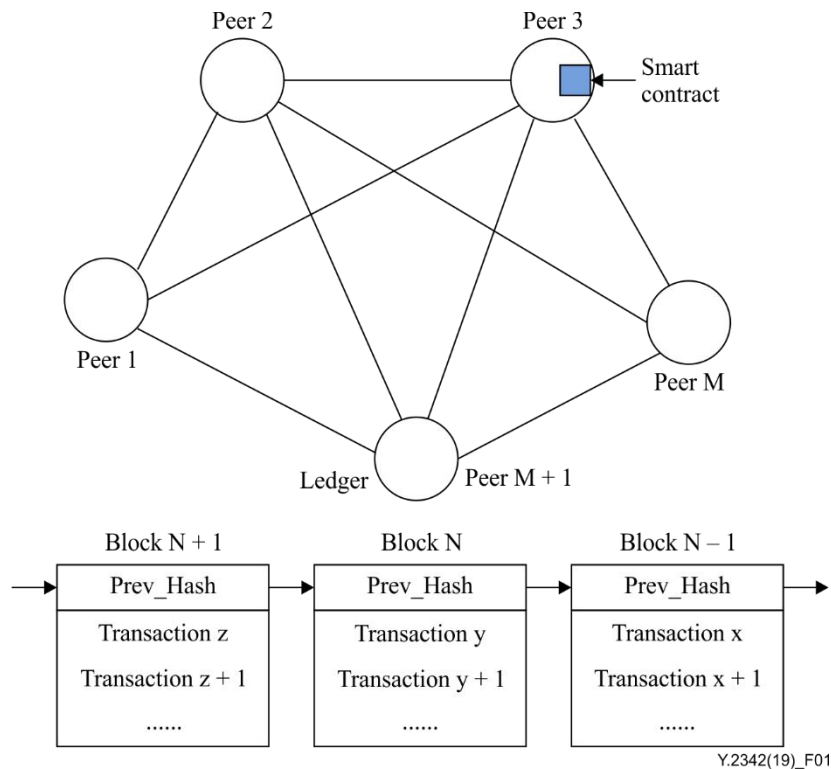 Peer 2
Peer 3
Smart
contract
Peer 1
Peer M
Ledger
Peer M + 1
Block N + 1
Block N
Block N – 1
Prev_Hash
Prev_Hash
Prev_Hash
Transaction z
Transaction y
Transaction x
Transaction z + 1
Transaction y + 1
Transaction x + 1
......
......
......
Y.2342(19)_F01